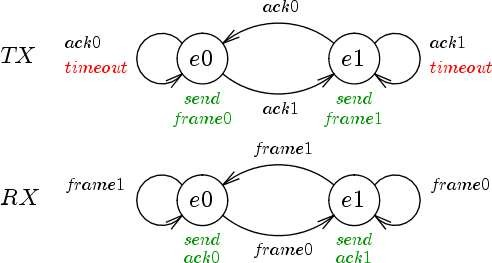 ack0
TX
ack0
timeout
e0
e1
ack1
timeout
send
frame0
ack1
send
frame1
frame1
RX
frame1
e0
e1
frame0
send
ack0
frame0
send
ack1